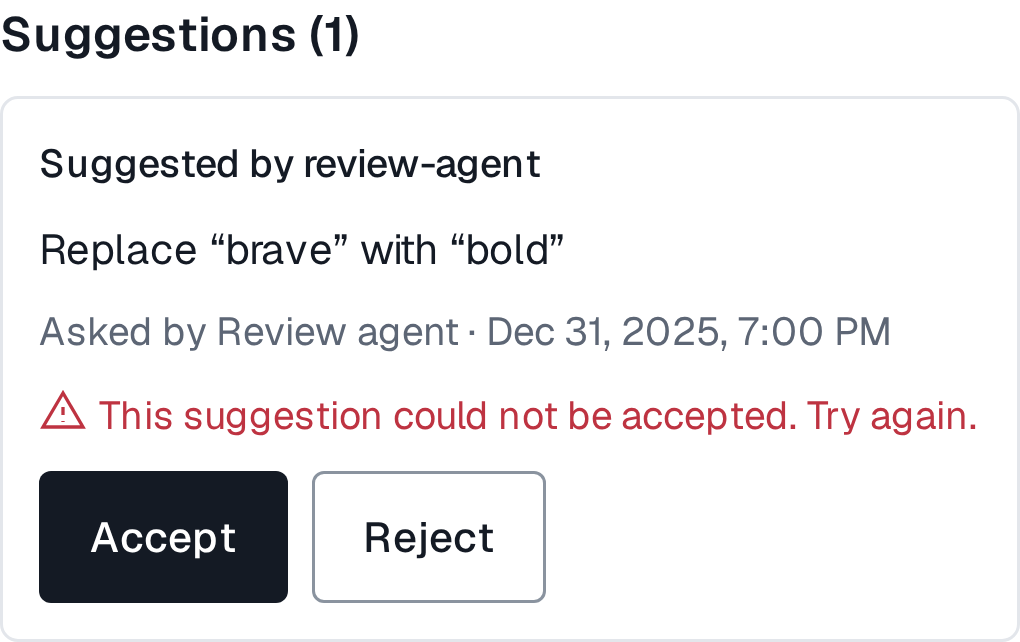 Suggestions (1)
Suggested by review-agent
Replace “brave” with “bold”
Asked by Review agent · Dec 31, 2025, 7:00 PM
This suggestion could not be accepted. Try again.
Accept
Reject